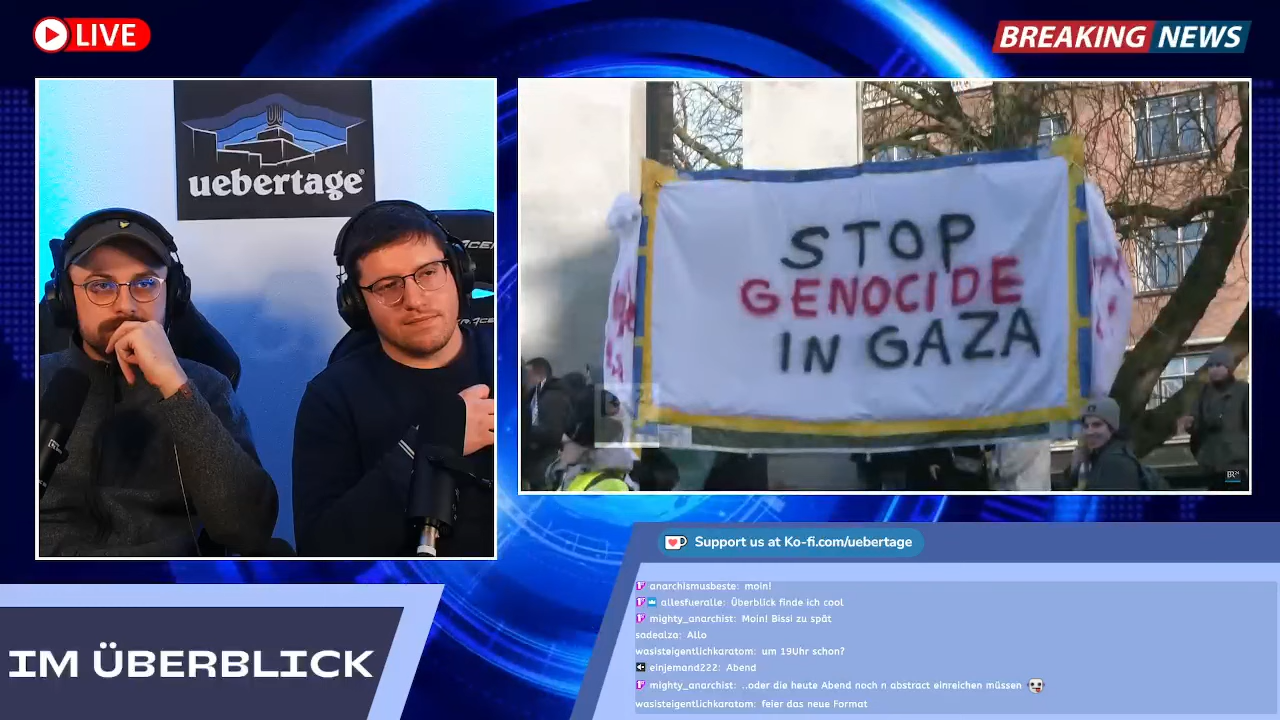 LIVE
BREAKING NEWS
uebertage
STOP
GENOCIDE
IN GAZA
BR24
Support us at Ko-fi.com/uebertage
anarchismusbeste: moin!
allesfueralle: Überblick finde ich cool
mighty_anarchist: Moin! Bissi zu spät
sadealza: Allo
wasisteigentlichkaratom: um 19Uhr schon?
einjemand222: Abend
mighty_anarchist: ..oder die heute Abend noch n abstract einreichen müssen
wasisteigentlichkaratom: feier das neue Format
IM ÜBERBLICK